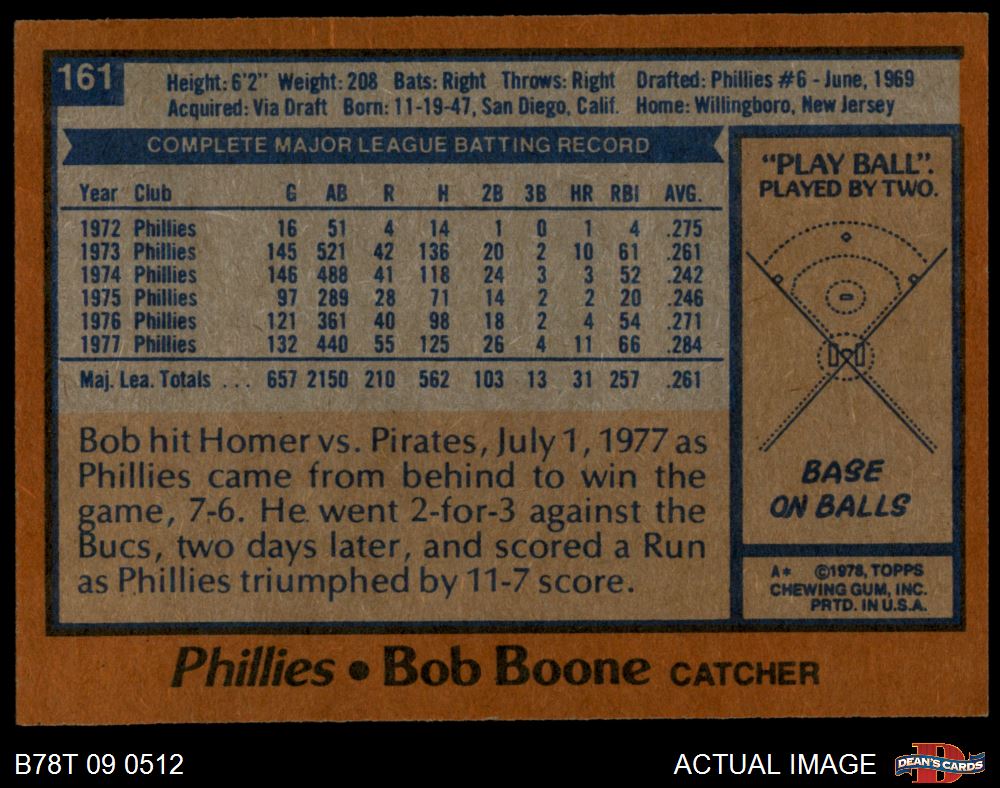 161
Height: 6'2" Weight: 208 Bats: Right Throws: Right Drafted: Phillies #6 - June, 1969
Acquired: Via Draft Born: 11-19-47, San Diego, Calif. Home: Willingboro, New Jersey
COMPLETE MAJOR LEAGUE BATTING RECORD
Year Club G AB R H 2B 3B HR RBI AVG.
1972 Phillies 16 51 4 14 1 0 1 4 .275
1973 Phillies 145 521 42 136 20 2 10 61 .261
1974 Phillies 146 488 41 118 24 3 3 52 .242
1975 Phillies 97 289 28 71 14 2 2 20 .246
1976 Phillies 121 361 40 98 18 2 4 54 .271
1977 Phillies 132 440 55 125 26 4 11 66 .284
Maj. Lea. Totals ... 657 2150 210 562 103 13 31 257 .261
Bob hit Homer vs. Pirates, July 1, 1977 as
Phillies came from behind to win the
game, 7-6. He went 2-for-3 against the
Bucs, two days later, and scored a Run
as Phillies triumphed by 11-7 score.
"PLAY BALL".
PLAYED BY TWO.
BASE
ON BALLS
A* ©1978, TOPPS
CHEWING GUM, INC.
PRTD. IN U.S.A.
Phillies • Bob Boone CATCHER
B78T 09 0512
ACTUAL IMAGE
D
DEAN'S CARDS